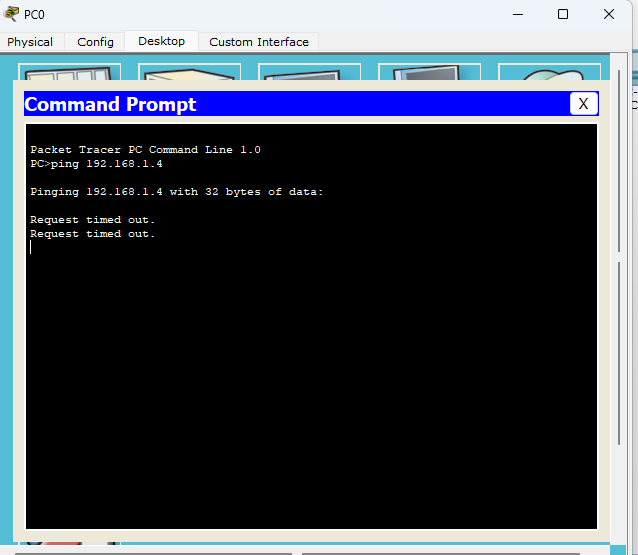 PC0
Physical Config Desktop Custom Interface
Command Prompt X
Packet Tracer PC Command Line 1.0
PC>ping 192.168.1.4
Pinging 192.168.1.4 with 32 bytes of data:
Request timed out.
Request timed out.